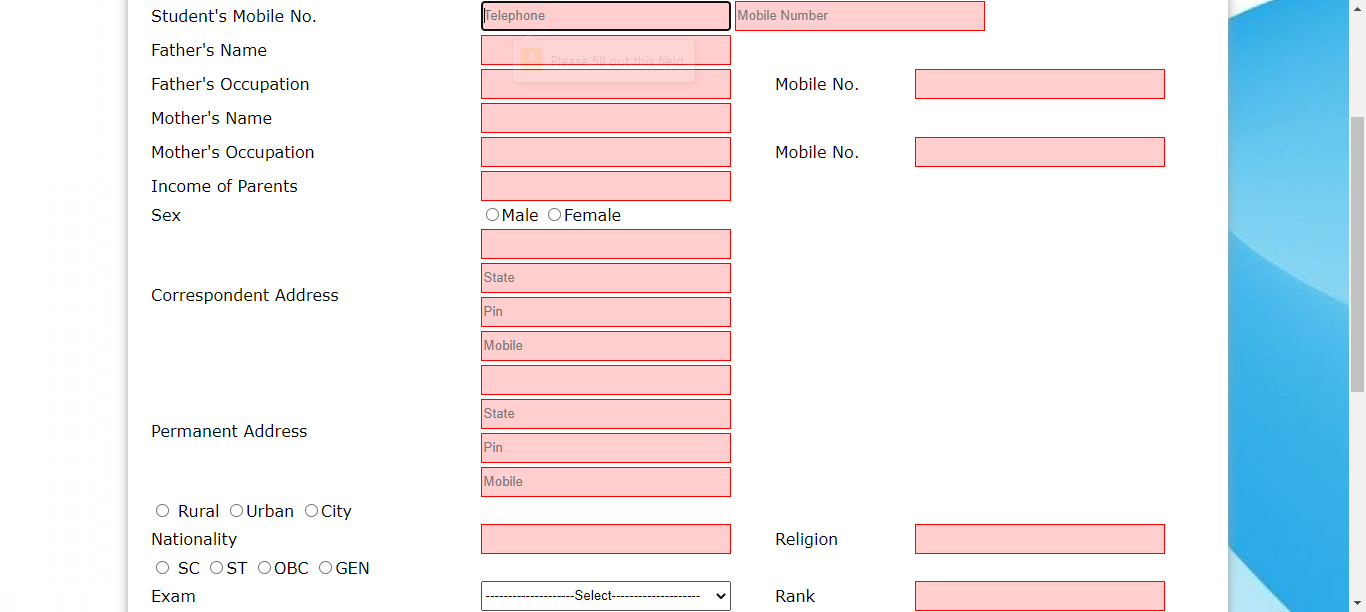 Student's Mobile No. Telephone Mobile Number
Father's Name
Please fill out this field.
Father's Occupation Mobile No.
Mother's Name
Mother's Occupation Mobile No.
Income of Parents
Sex Male Female
State
Correspondent Address
Pin
Mobile
State
Permanent Address
Pin
Mobile
Rural Urban City
Nationality Religion
SC ST OBC GEN
Exam --------------------Select-------------------- Rank